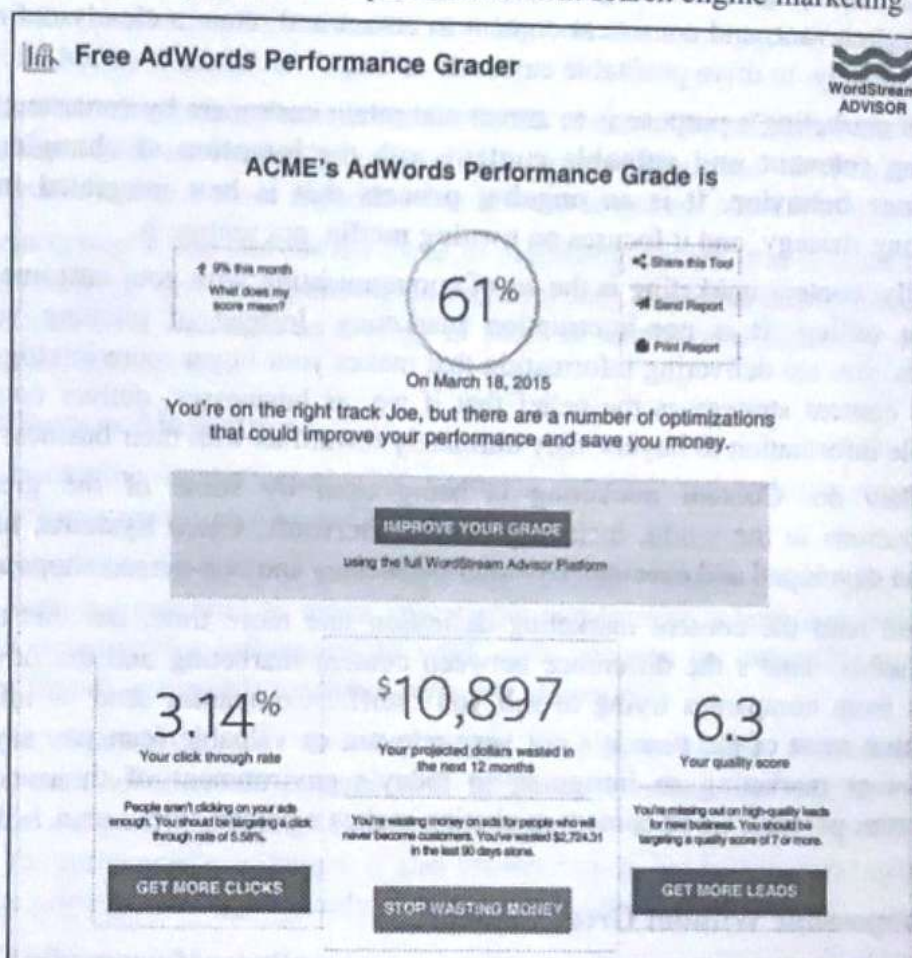 search engine marketing
Free AdWords Performance Grader
WordStream
ADVISOR
ACME's AdWords Performance Grade is
9% this month
What does my
score mean?
61%
Share this Tool
Send Report
Print Report
On March 18, 2015
You're on the right track Joe, but there are a number of optimizations
that could improve your performance and save you money.
IMPROVE YOUR GRADE
using the full WordStream Advisor Platform
3.14%
Your click through rate
People aren't clicking on your ads
enough. You should be targeting a click
through rate of 5.58%.
GET MORE CLICKS
$10,897
Your projected dollars wasted in
the next 12 months
You're wasting money on ads for people who will
never become customers. You've wasted $2,724.31
in the last 90 days alone.
STOP WASTING MONEY
6.3
Your quality score
You're missing out on high-quality leads
for new business. You should be
targeting a quality score of 7 or more.
GET MORE LEADS